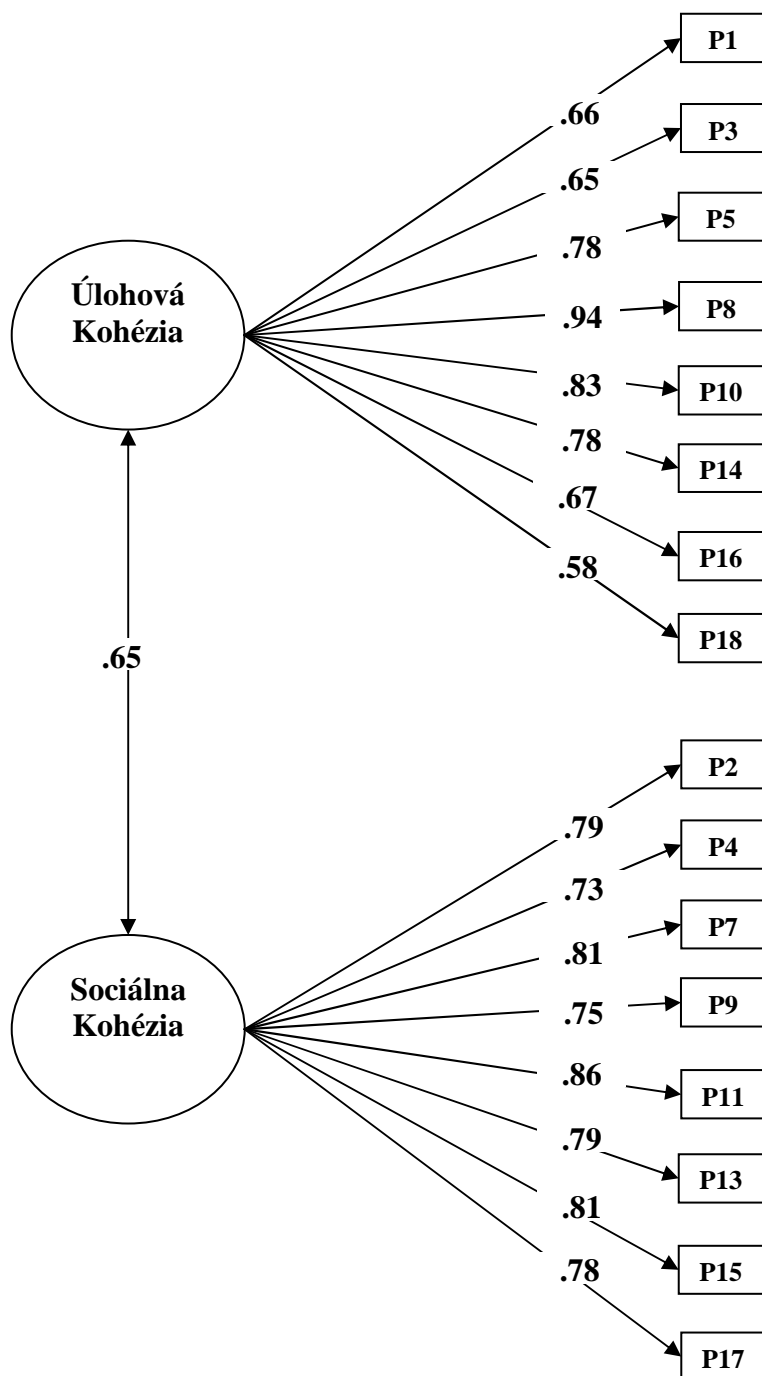 P1
.66
P3
.65
P5
.78
Úlohová
Kohézia
P8
.94
P10
.83
P14
.78
P16
.67
P18
.58
.65
P2
.79
P4
.73
P7
.81
Sociálna
Kohézia
P9
.75
P11
.86
P13
.79
P15
.81
P17
.78